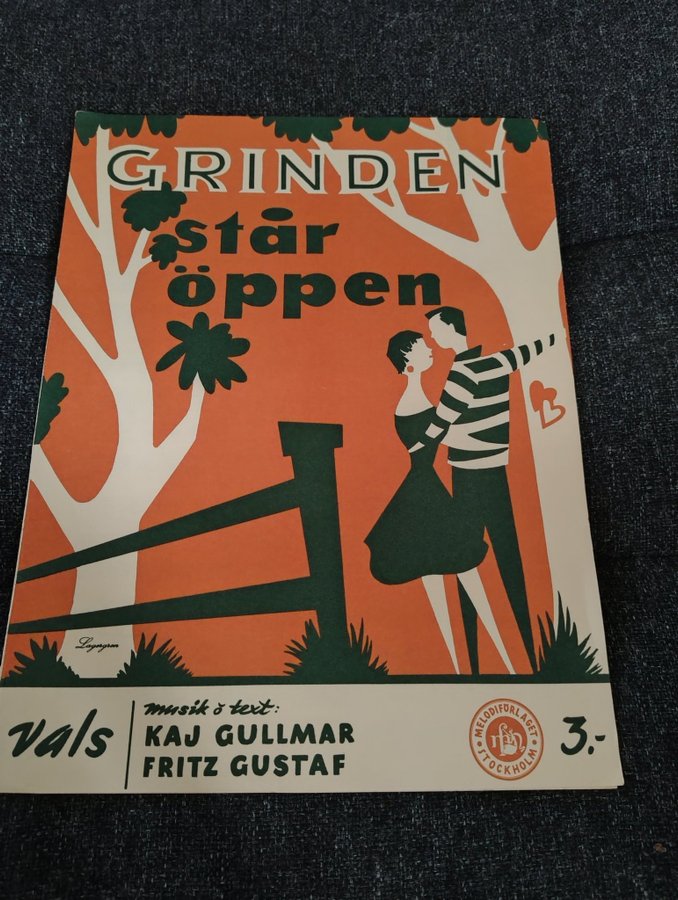 GRINDEN
står
öppen
Lagergren
vals
musik o text:
KAJ GULLMAR
FRITZ GUSTAF
MELODIFÖRLAGET
STOCKHOLM
3.-